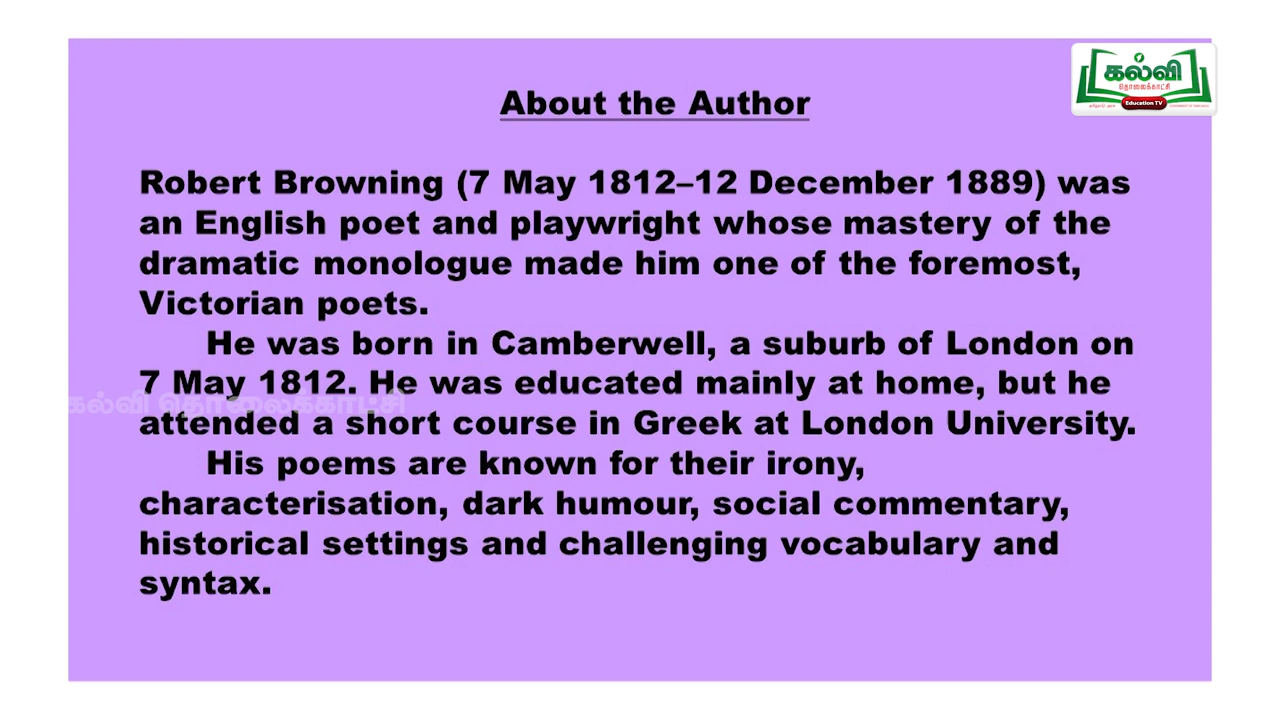 About the Author
கல்வி
தொலைக்காட்சி
Education TV
Robert Browning (7 May 1812–12 December 1889) was
an English poet and playwright whose mastery of the
dramatic monologue made him one of the foremost,
Victorian poets.
He was born in Camberwell, a suburb of London on
7 May 1812. He was educated mainly at home, but he
கல்வி தொலைக்காட்சி
attended a short course in Greek at London University.
His poems are known for their irony,
characterisation, dark humour, social commentary,
historical settings and challenging vocabulary and
syntax.